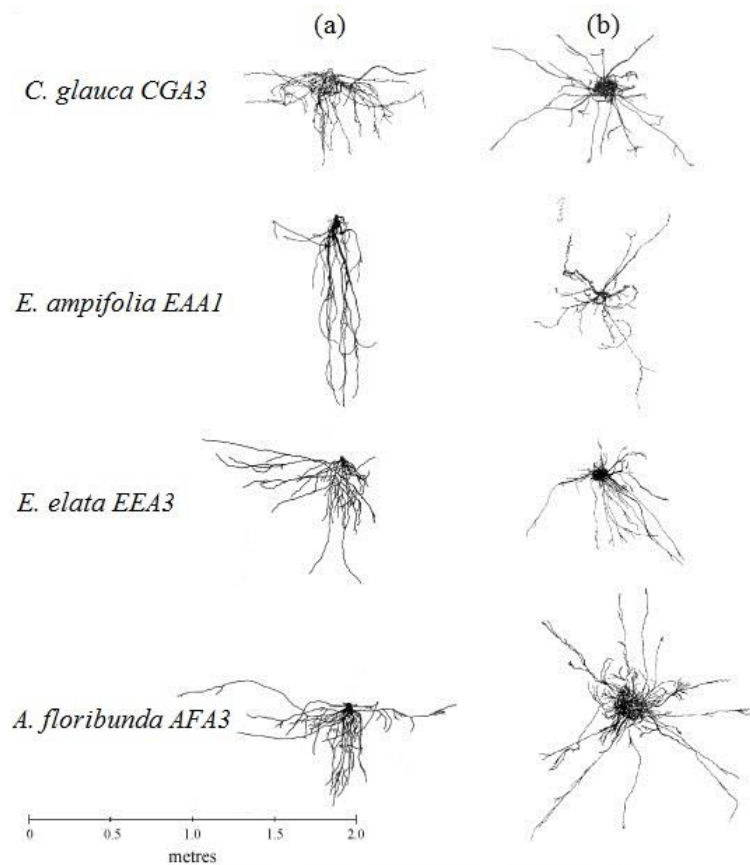 (a) (b)
C. glauca CGA3
E. ampifolia EAA1
E. elata EEA3
A. floribunda AFA3
0 0.5 1.0 1.5 2.0
metres